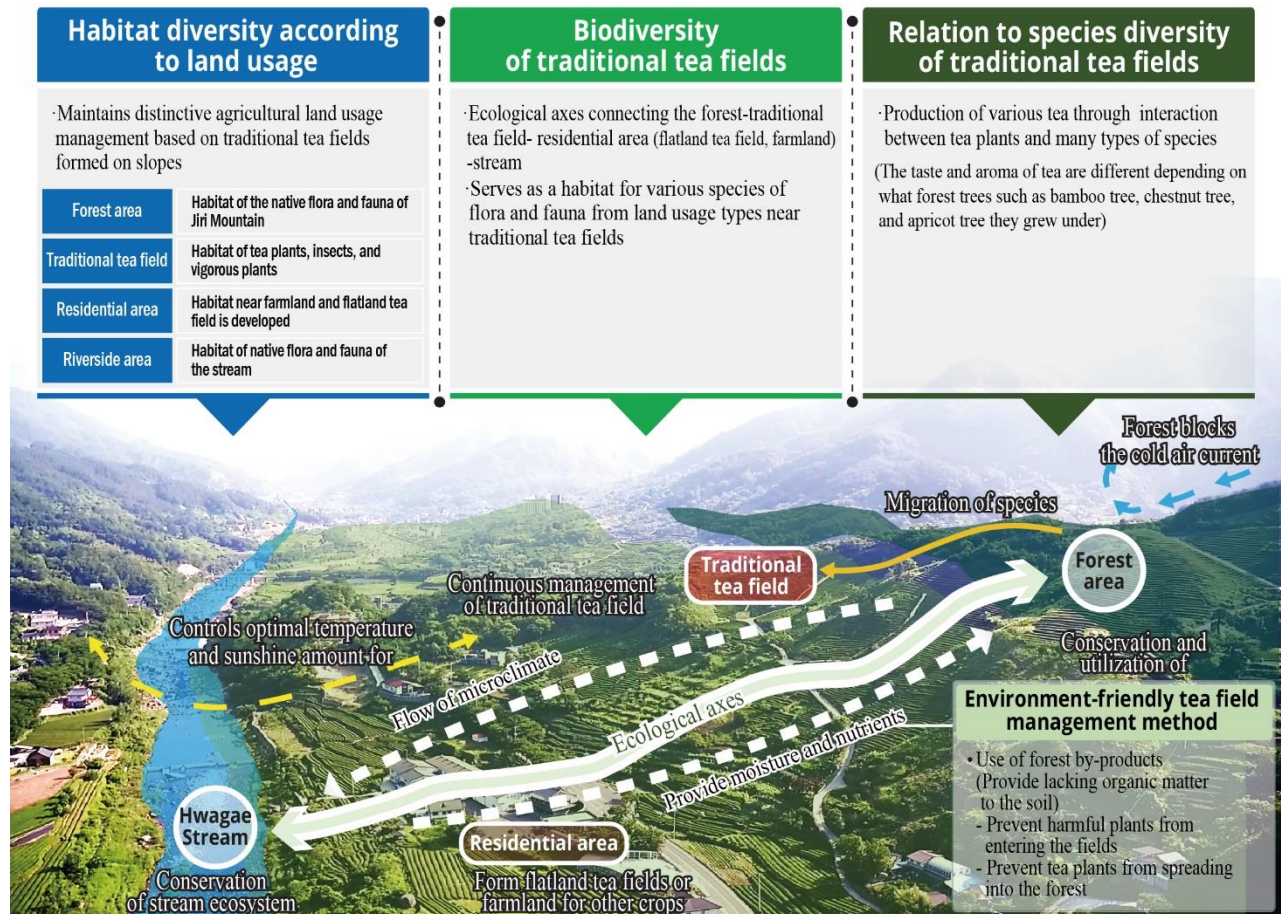 Habitat diversity according
to land usage
·Maintains distinctive agricultural land usage
management based on traditional tea fields
formed on slopes
Forest area
Habitat of the native flora and fauna of
Jiri Mountain
Traditional tea field
Habitat of tea plants, insects, and
vigorous plants
Residential area
Habitat near farmland and flatland tea
field is developed
Riverside area
Habitat of native flora and fauna of
the stream
Biodiversity
of traditional tea fields
·Ecological axes connecting the forest-traditional
tea field- residential area (flatland tea field, farmland)
-stream
·Serves as a habitat for various species of
flora and fauna from land usage types near
traditional tea fields
Relation to species diversity
of traditional tea fields
·Production of various tea through interaction
between tea plants and many types of species
(The taste and aroma of tea are different depending on
what forest trees such as bamboo tree, chestnut tree,
and apricot tree they grew under)
Forest blocks
the cold air current
Migration of species
Traditional
tea field
Forest
area
Continuous management
of traditional tea field
Controls optimal temperature
and sunshine amount for
Flow of microclimate
Ecological axes
Provide moisture and nutrients
Conservation and
utilization of
Environment-friendly tea field
management method
• Use of forest by-products
(Provide lacking organic matter
to the soil)
- Prevent harmful plants from
entering the fields
- Prevent tea plants from spreading
into the forest
Hwagae
Stream
Conservation
of stream ecosystem
Residential area
Form flatland tea fields or
farmland for other crops